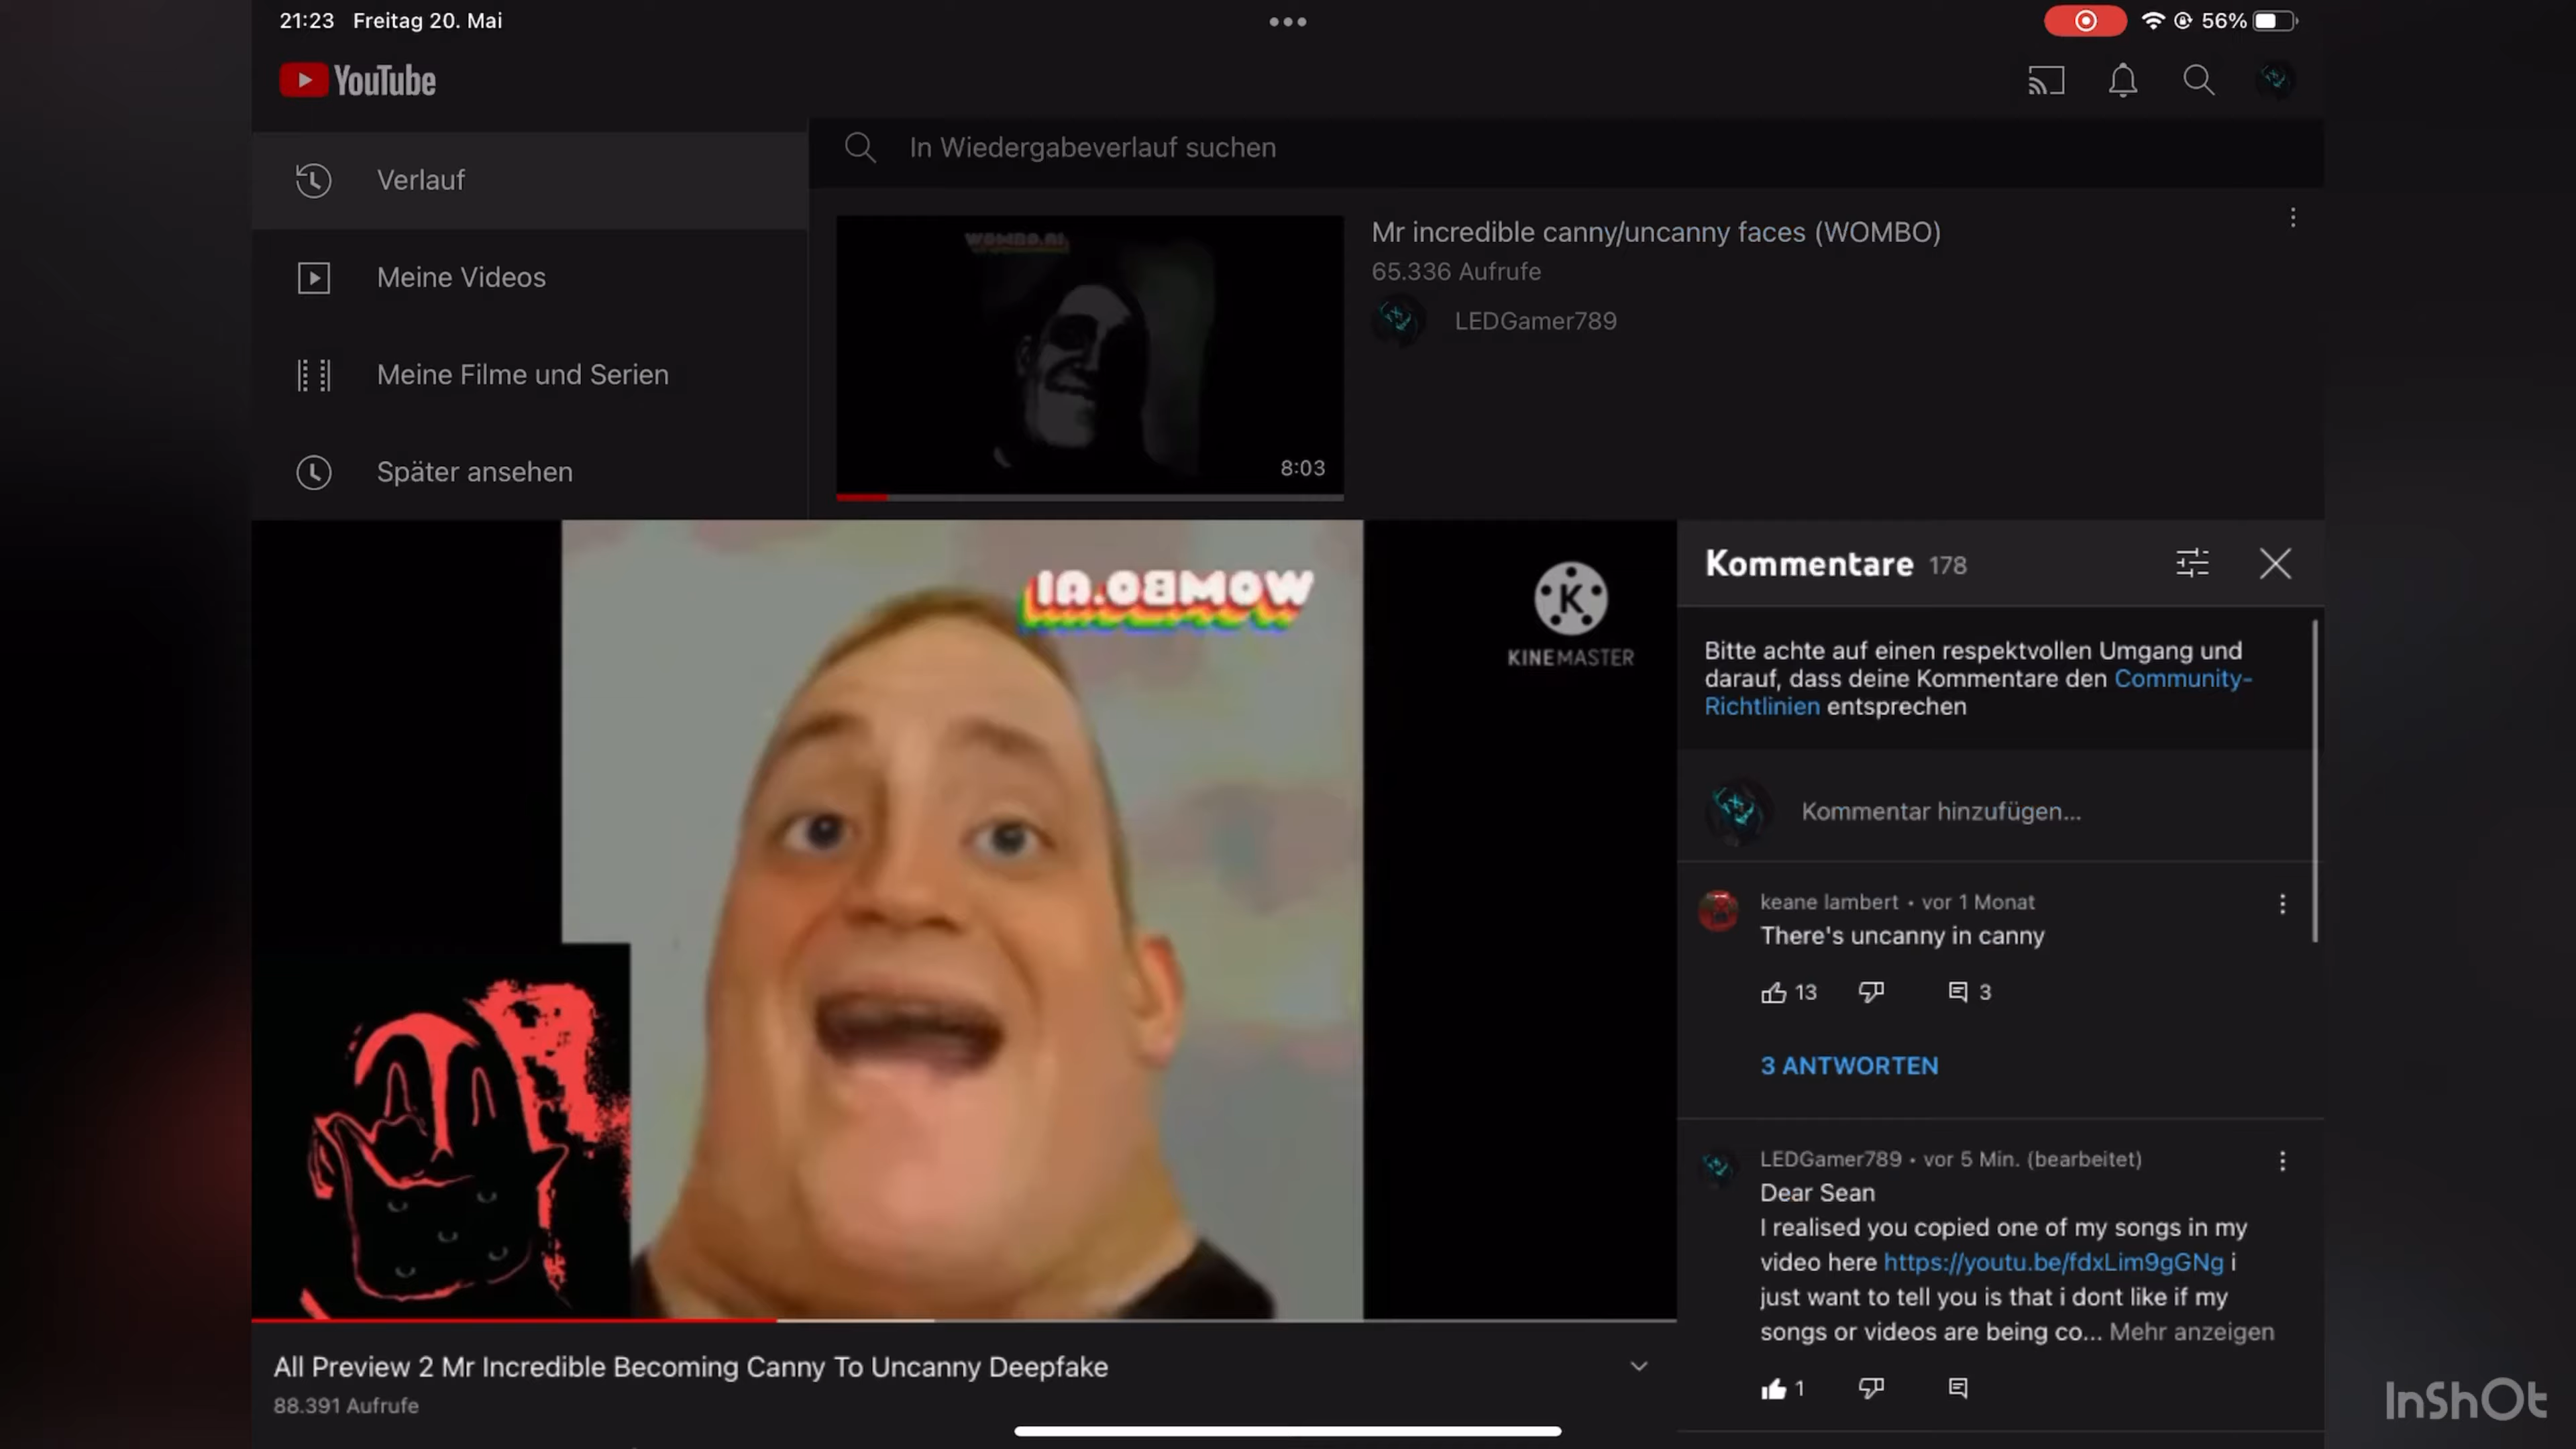 21:23 Freitag 20. Mai
56%
YouTube
In Wiedergabeverlauf suchen
Verlauf
Meine Videos
Meine Filme und Serien
Später ansehen
WOMBO.AI
8:03
Mr incredible canny/uncanny faces (WOMBO)
65.336 Aufrufe
LEDGamer789
WOMBO.AI
K
KINEMASTER
All Preview 2 Mr Incredible Becoming Canny To Uncanny Deepfake
88.391 Aufrufe
Kommentare 178
Bitte achte auf einen respektvollen Umgang und
darauf, dass deine Kommentare den Community-
Richtlinien entsprechen
Kommentar hinzufügen...
keane lambert • vor 1 Monat
There's uncanny in canny
13 3
3 ANTWORTEN
LEDGamer789 • vor 5 Min. (bearbeitet)
Dear Sean
I realised you copied one of my songs in my
video here https://youtu.be/fdxLim9gGNg i
just want to tell you is that i dont like if my
songs or videos are being co... Mehr anzeigen
1
InShOt